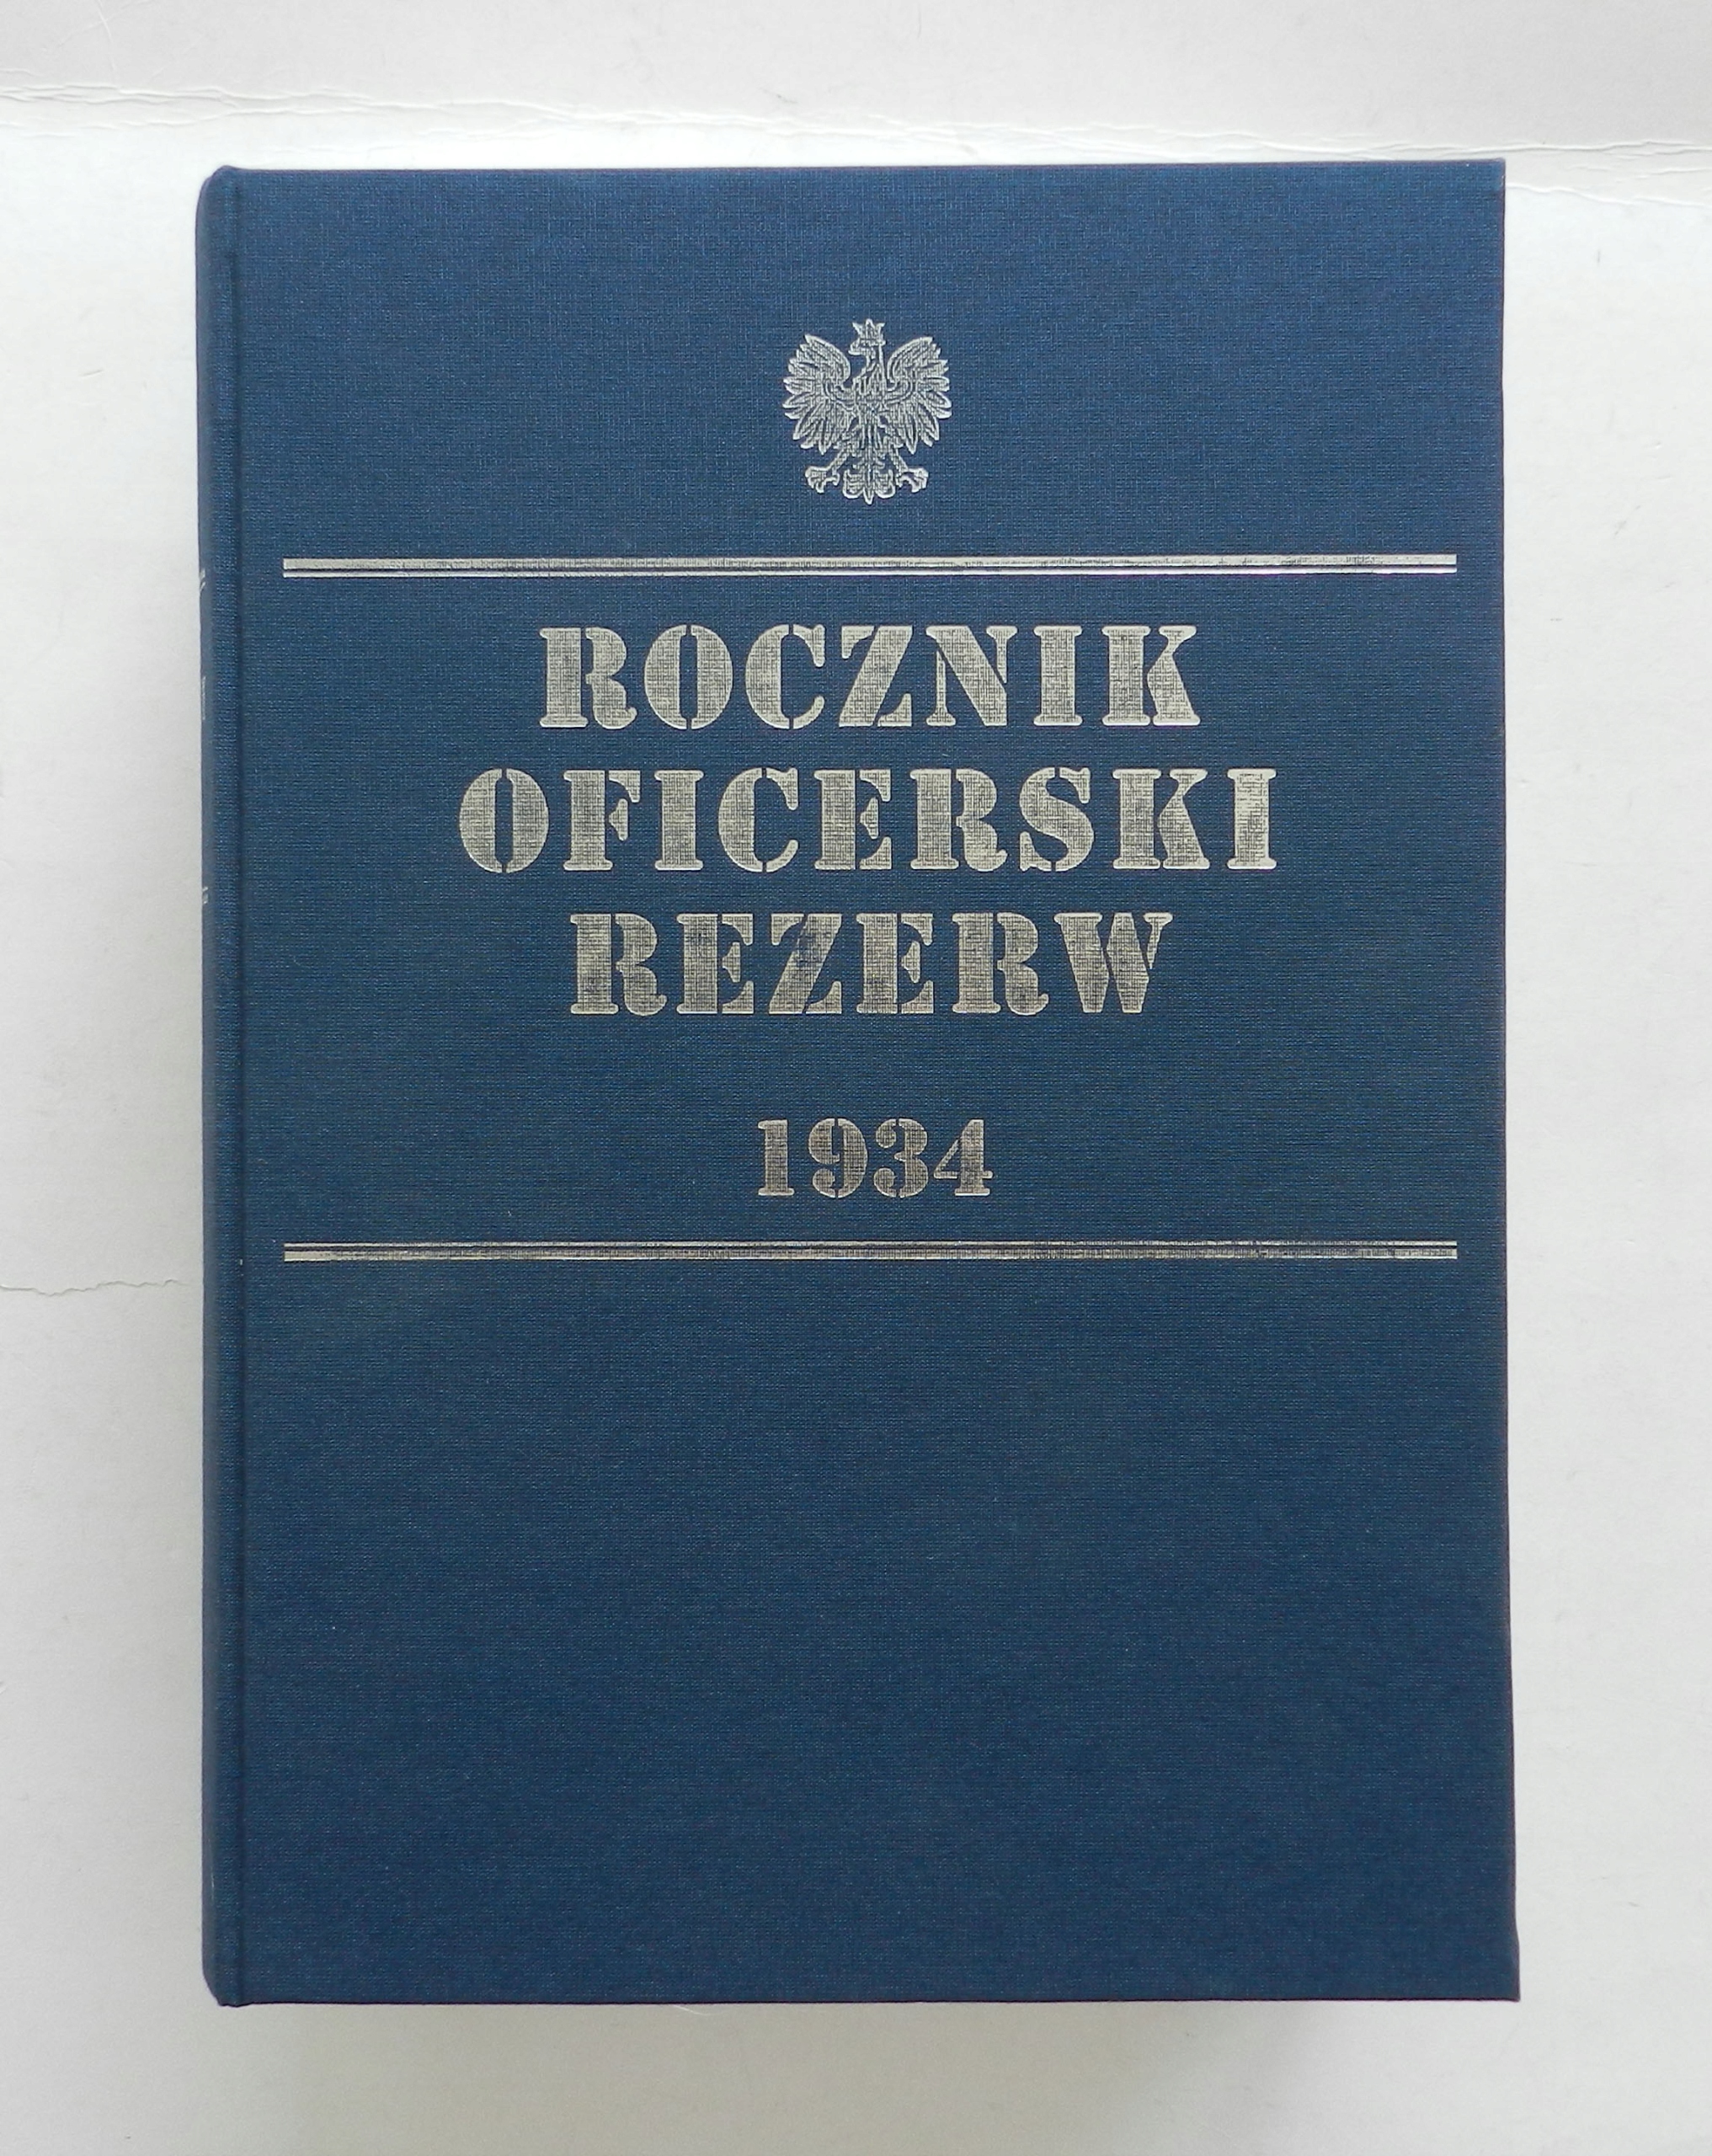 ROCZNIK
OFICERSKI
REZERW
1934